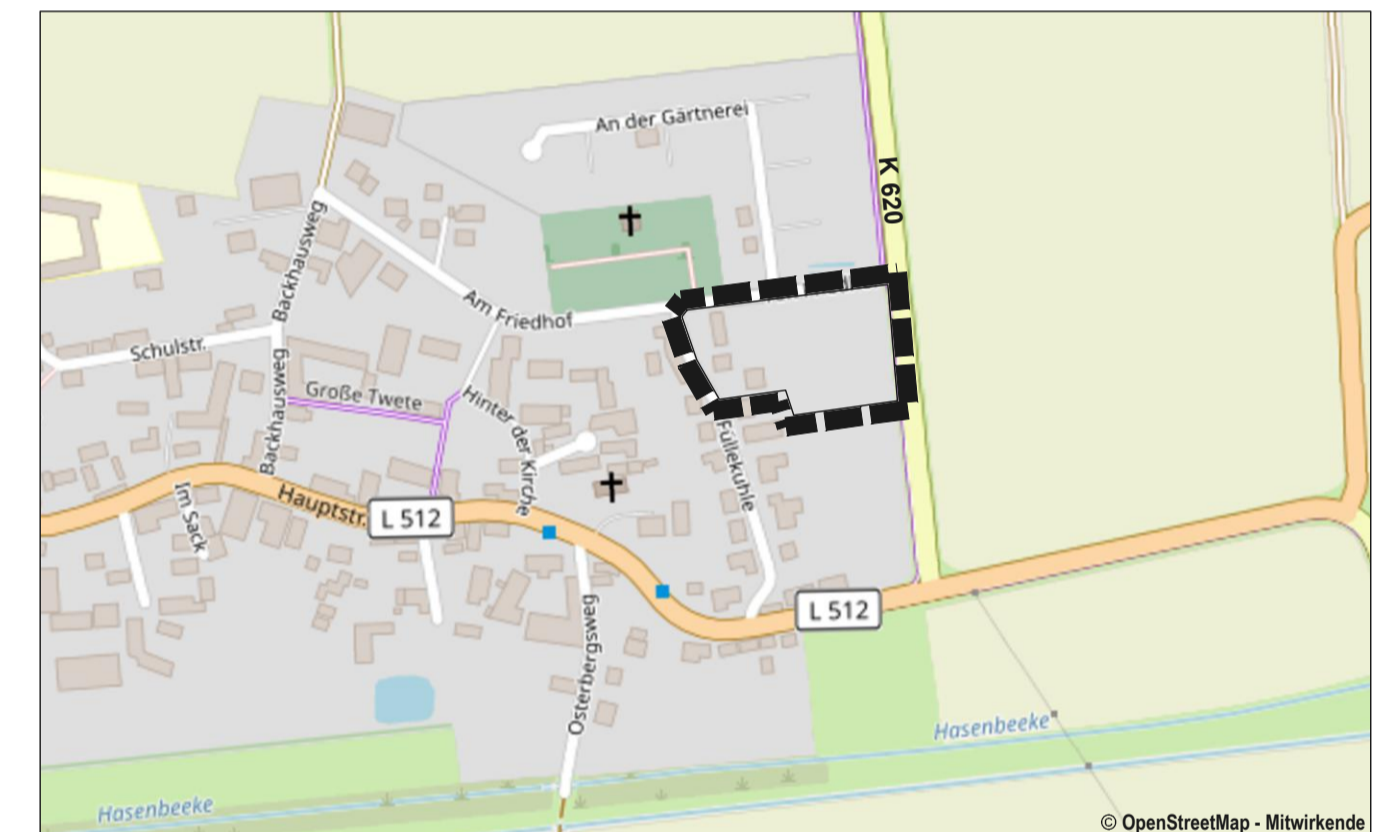 An der Gärtnerei
K 620
Backhausweg
Am Friedhof
Schulstr.
Große Twete
Backhausweg
Hinter der Kirche
Füllekuhle
Im Sack
Hauptstr.
L 512
L 512
Osterbergsweg
Hasenbeeke
Hasenbeeke
© OpenStreetMap - Mitwirkende